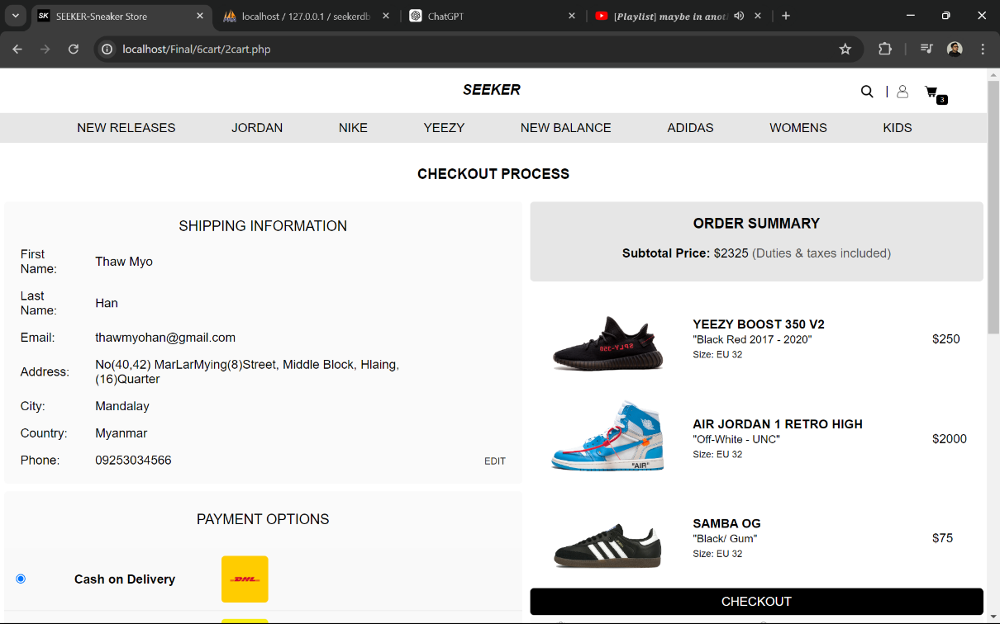 SK SEEKER-Sneaker Store
localhost / 127.0.0.1 / seekerdb
ChatGPT
[Playlist] maybe in anot
localhost/Final/6cart/2cart.php
SEEKER
3
NEW RELEASES JORDAN NIKE YEEZY NEW BALANCE ADIDAS WOMENS KIDS
CHECKOUT PROCESS
SHIPPING INFORMATION
First
Name:
Thaw Myo
Last
Name:
Han
Email: thawmyohan@gmail.com
Address:
No(40,42) MarLarMying(8)Street, Middle Block, Hlaing,
(16)Quarter
City: Mandalay
Country: Myanmar
Phone: 09253034566
EDIT
PAYMENT OPTIONS
Cash on Delivery
DHL
ORDER SUMMARY
Subtotal Price: $2325 (Duties & taxes included)
SPLY-350
YEEZY BOOST 350 V2
"Black Red 2017 - 2020"
Size: EU 32
$250
"AIR"
AIR JORDAN 1 RETRO HIGH
"Off-White - UNC"
Size: EU 32
$2000
SAMBA OG
"Black/ Gum"
Size: EU 32
$75
CHECKOUT